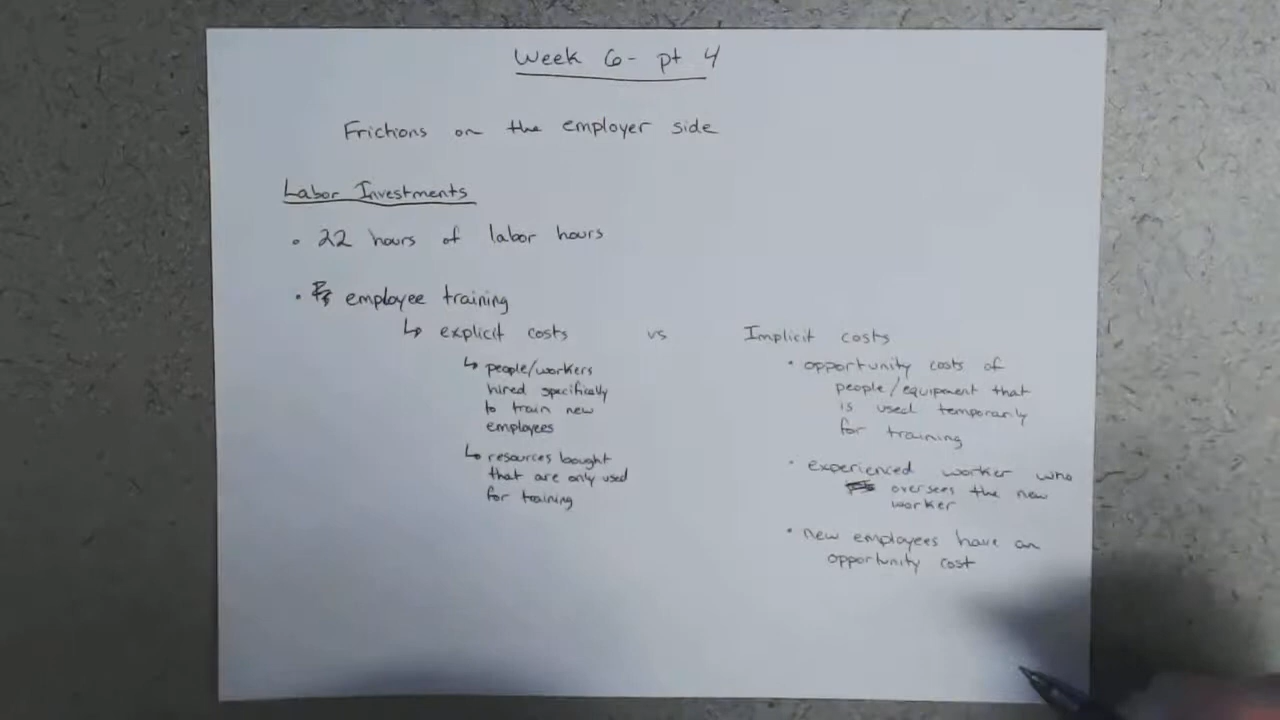 Week 6 - pt 4
Frictions on the employer side
Labor Investments
• 22 hours of labor hours
• employee training
↳ explicit costs vs Implicit costs
↳ people/workers
hired specifically
to train new
employees
↳ resources bought
that are only used
for training
• opportunity costs of
people/equipment that
is used temporarily
for training
• experienced worker who
oversees the new
worker
• new employees have an
opportunity cost